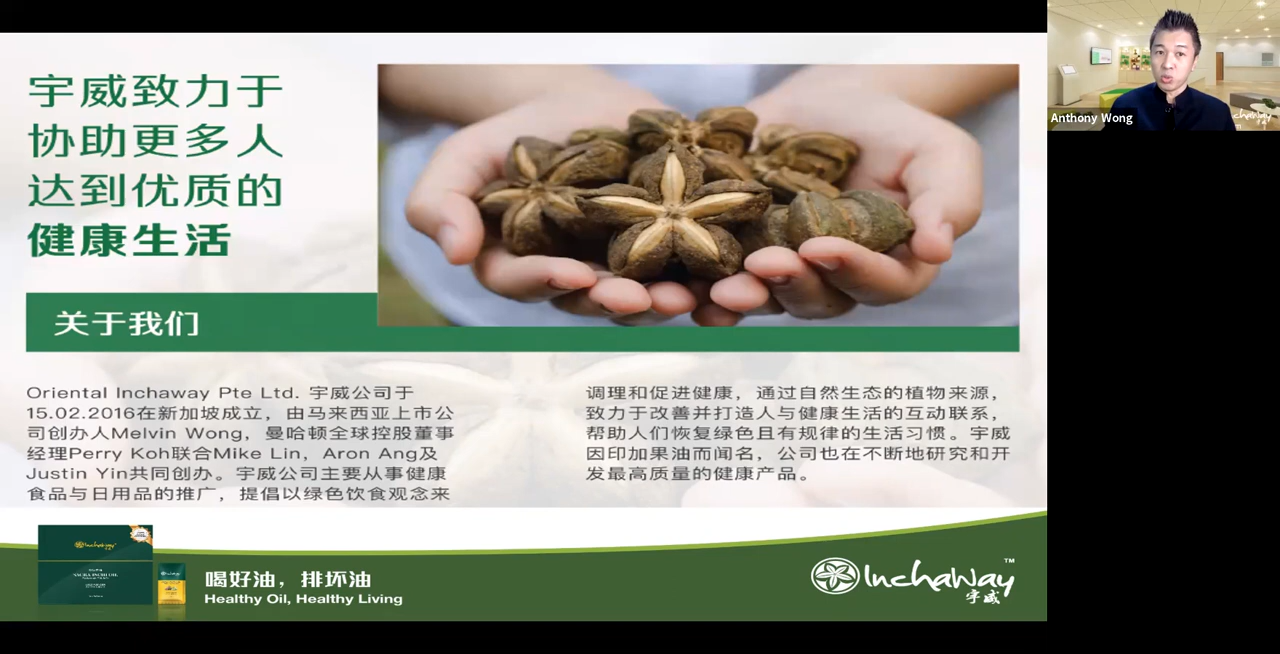 宇威致力于
协助更多人
达到优质的
健康生活
关于我们
Oriental Inchaway Pte Ltd. 宇威公司于
15.02.2016在新加坡成立，由马来西亚上市公
司创办人Melvin Wong，曼哈顿全球控股董事
经理Perry Koh联合Mike Lin，Aron Ang及
Justin Yin共同创办。宇威公司主要从事健康
食品与日用品的推广，提倡以绿色饮食观念来
调理和促进健康，通过自然生态的植物来源，
致力于改善并打造人与健康生活的互动联系，
帮助人们恢复绿色且有规律的生活习惯。宇威
因印加果油而闻名，公司也在不断地研究和开
发最高质量的健康产品。
Inchaway
喝好油，排坏油
Healthy Oil, Healthy Living
Inchaway™
宇威
Anthony Wong